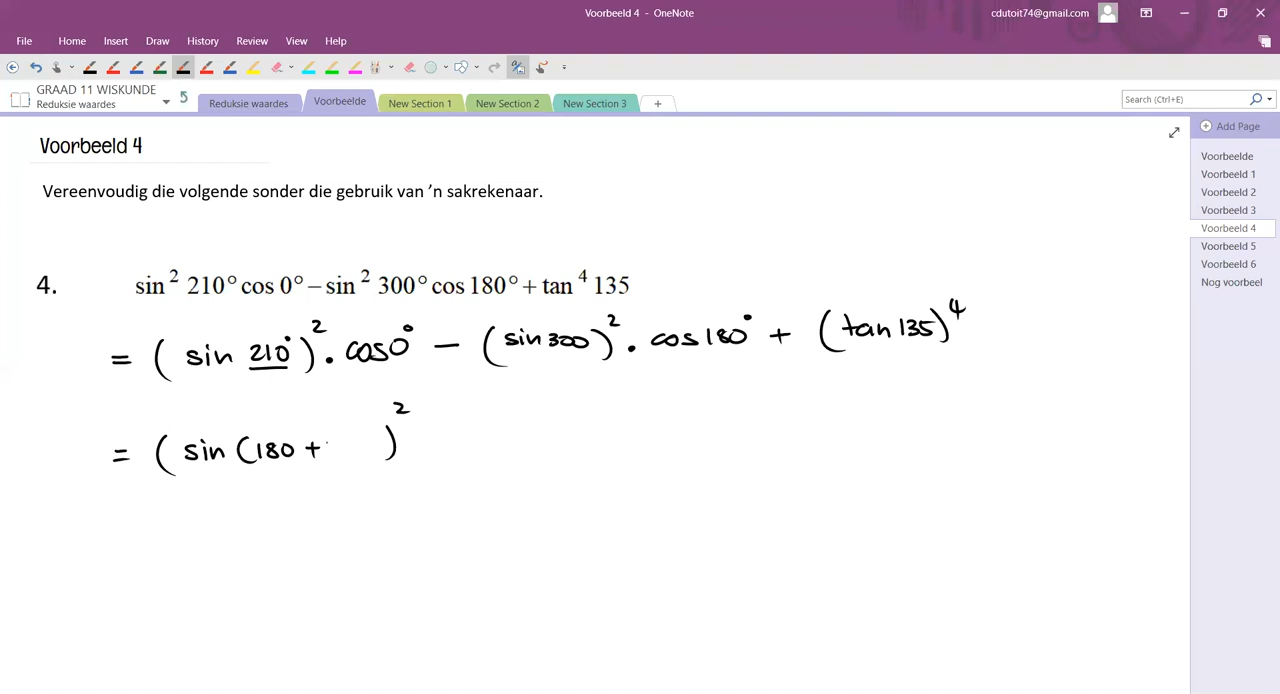 Voorbeeld 4 - OneNote
cdutoit74@gmail.com
File Home Insert Draw History Review View Help
GRAAD 11 WISKUNDE
Reduksie waardes
Reduksie waardes Voorbeelde New Section 1 New Section 2 New Section 3 +
Search (Ctrl+E)
Voorbeeld 4
Vereenvoudig die volgende sonder die gebruik van ’n sakrekenaar.
4. sin² 210° cos 0° – sin² 300° cos 180° + tan⁴ 135
= (sin 210°)² . cos 0° – (sin 300)² . cos 180° + (tan 135)⁴
= (sin (180 + )²
Add Page
Voorbeelde
Voorbeeld 1
Voorbeeld 2
Voorbeeld 3
Voorbeeld 4
Voorbeeld 5
Voorbeeld 6
Nog voorbeel